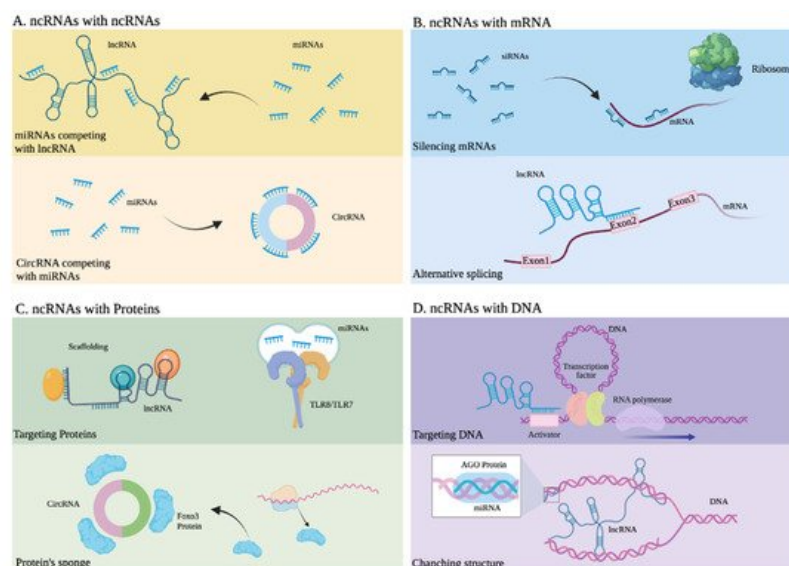 A. ncRNAs with ncRNAs
lncRNA
miRNAs
miRNAs competing
with lncRNA
miRNAs
CircRNA
CircRNA competing
with miRNAs
B. ncRNAs with mRNA
siRNAs
Ribosom
mRNA
Silencing mRNAs
lncRNA
mRNA
Exon3
Exon2
Exon1
Alternative splicing
C. ncRNAs with Proteins
Scaffolding
miRNAs
lncRNA
TLR8/TLR7
Targeting Proteins
CircRNA
Foxo3
Protein
Protein's sponge
D. ncRNAs with DNA
DNA
Transcription
factor
RNA polymerase
Activator
Targeting DNA
AGO Protein
miRNA
DNA
lncRNA
Chanching structure